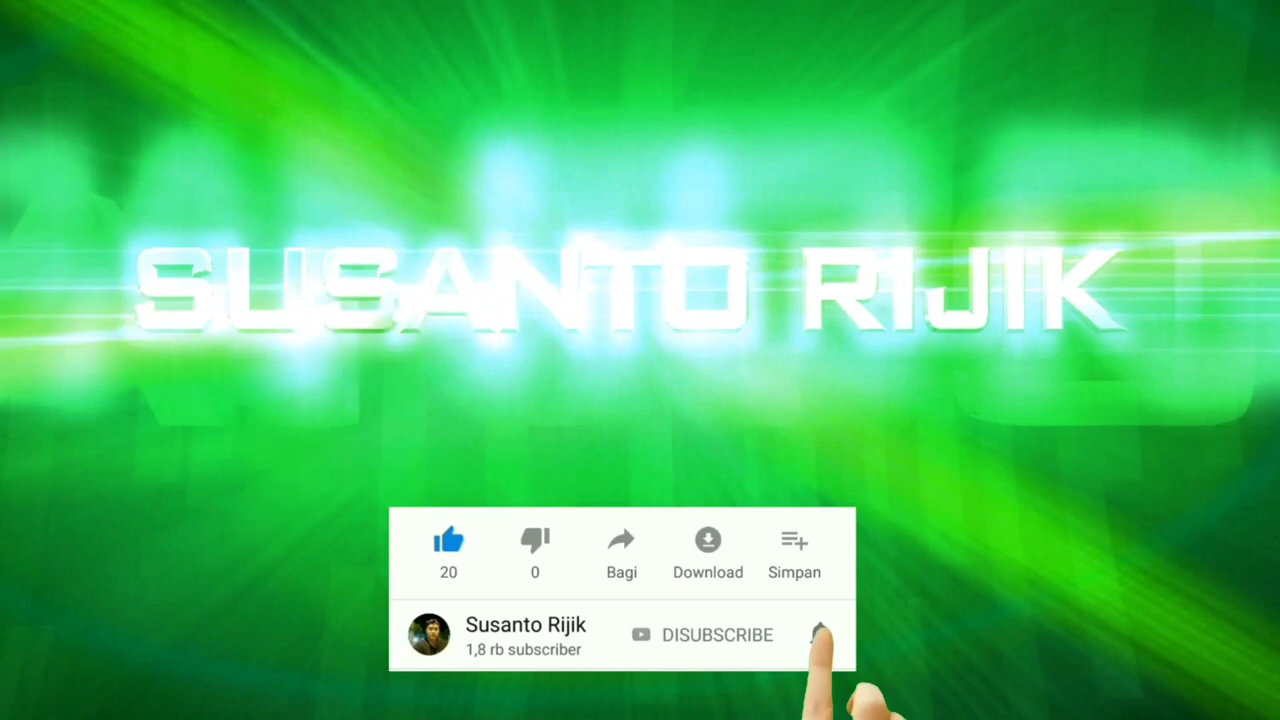 SUSANTO RIJIK
20 0 Bagi Download Simpan
Susanto Rijik
DISUBSCRIBE
1,8 rb subscriber